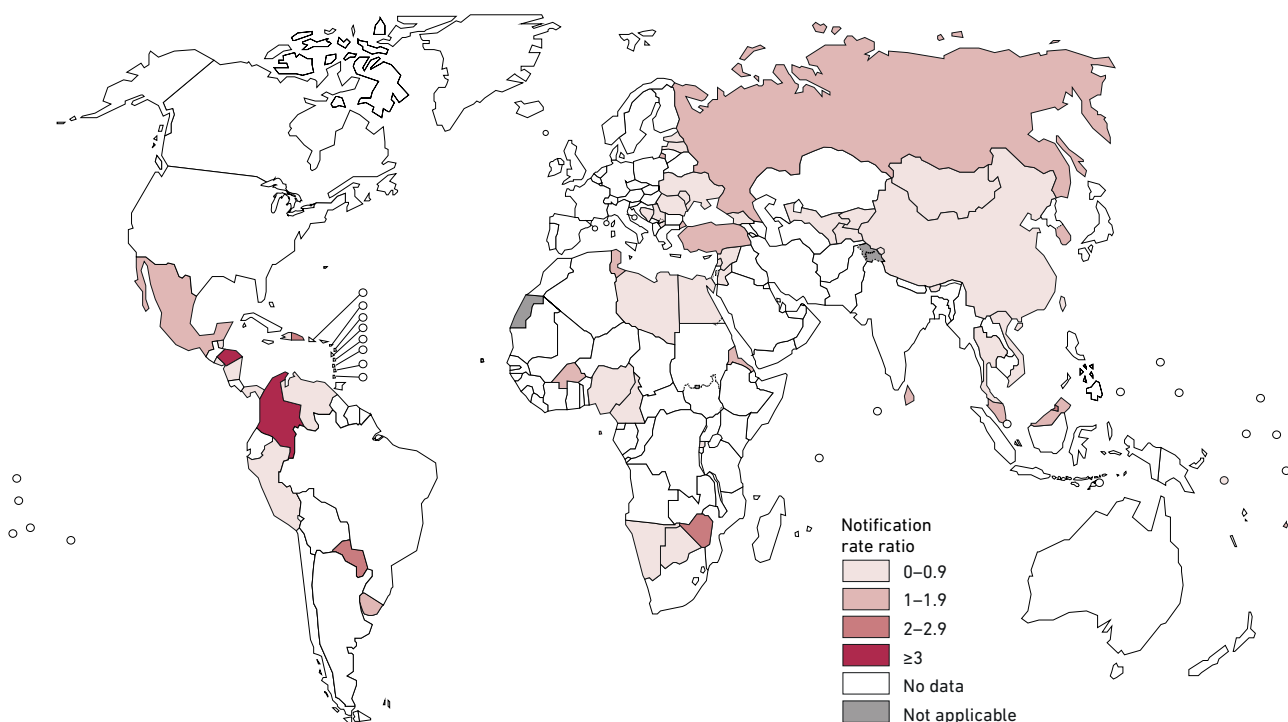 Notification
rate ratio
0–0.9
1–1.9
2–2.9
≥3
No data
Not applicable